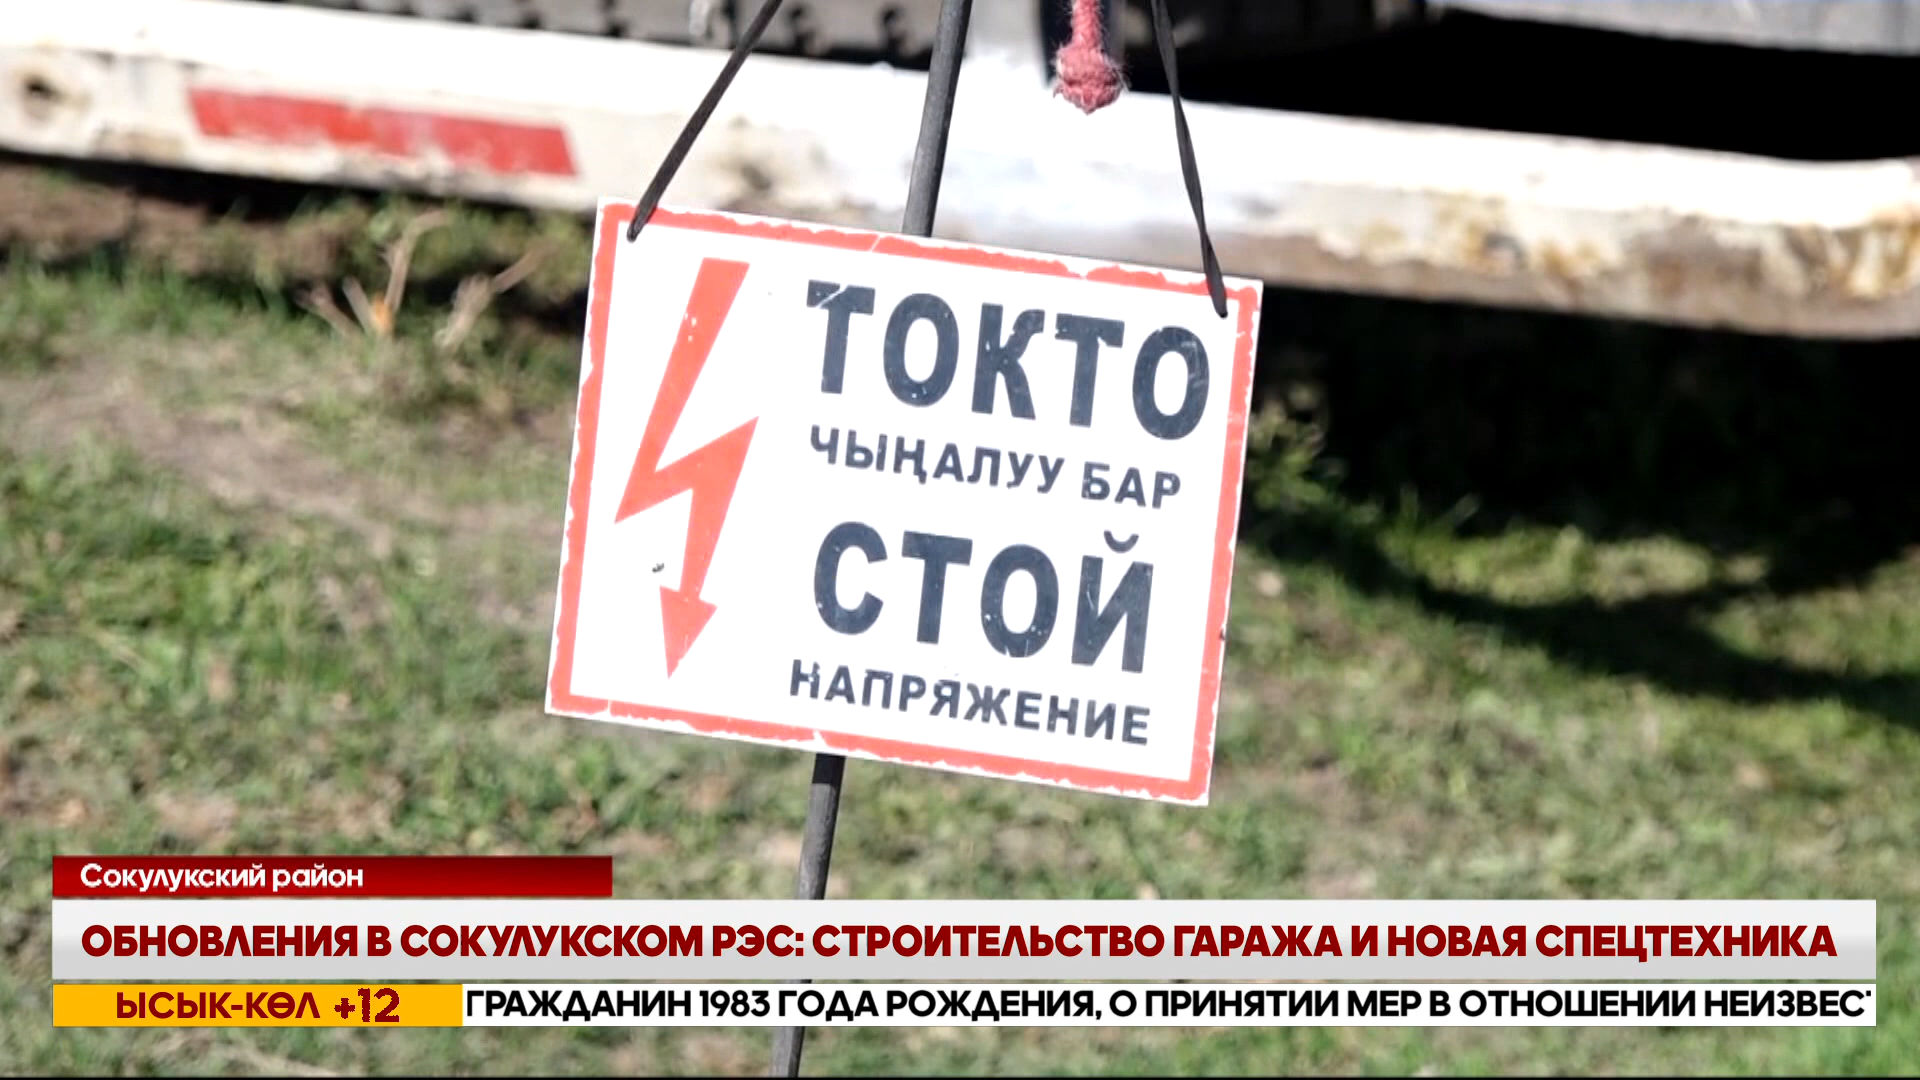 ТОКТО
ЧЫҢАЛУУ БАР
СТОЙ
НАПРЯЖЕНИЕ
Сокулукский район
ОБНОВЛЕНИЯ В СОКУЛУКСКОМ РЭС: СТРОИТЕЛЬСТВО ГАРАЖА И НОВАЯ СПЕЦТЕХНИКА
ЫСЫК-КӨЛ +12
ГРАЖДАНИН 1983 ГОДА РОЖДЕНИЯ, О ПРИНЯТИИ МЕР В ОТНОШЕНИИ